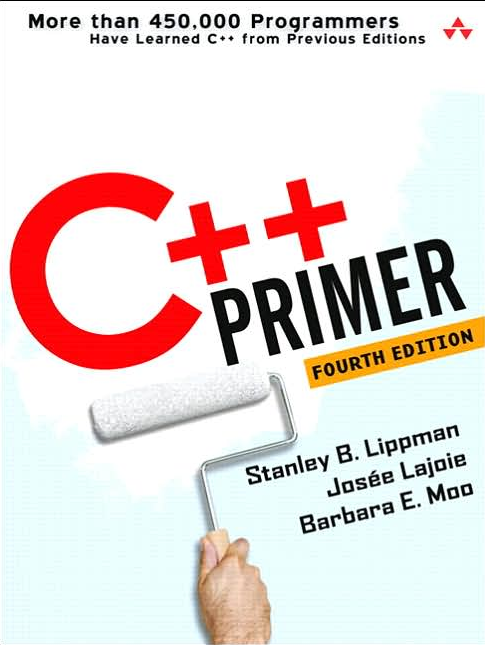 More than 450,000 Programmers
Have Learned C++ from Previous Editions
C++
PRIMER
FOURTH EDITION
Stanley B. Lippman
Josée Lajoie
Barbara E. Moo